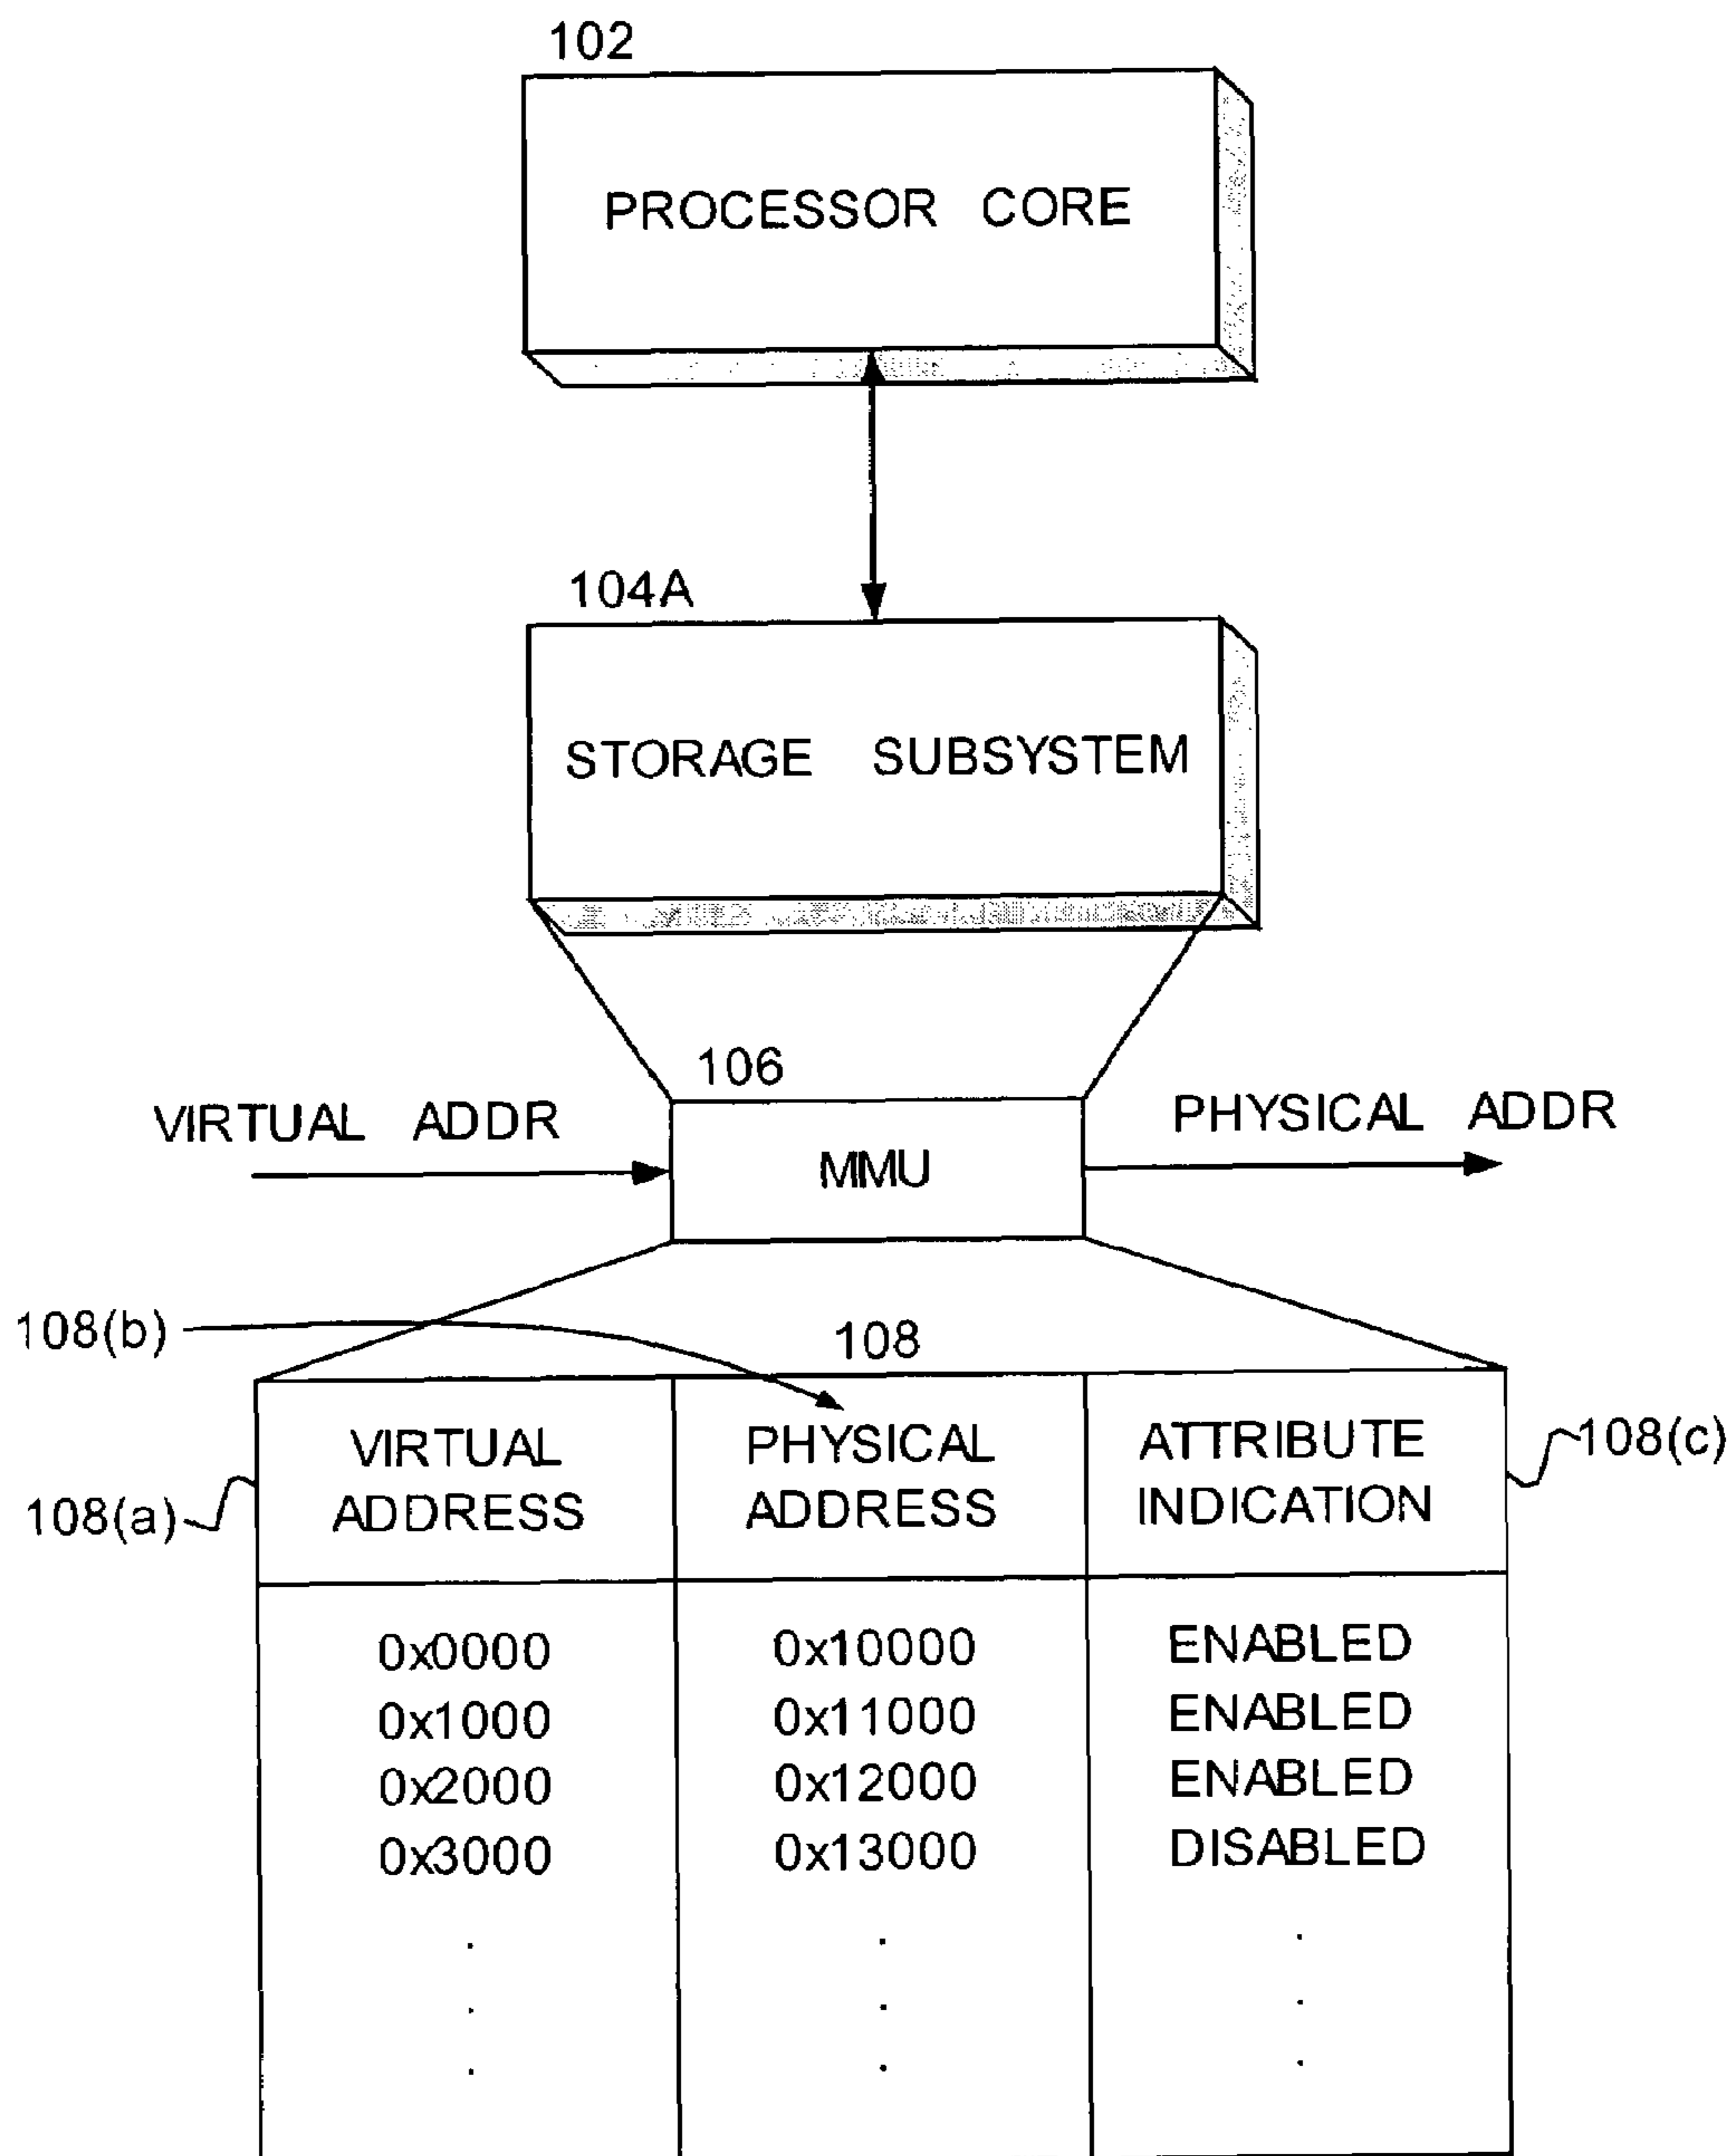 102
PROCESSOR CORE
104A
STORAGE SUBSYSTEM
106
VIRTUAL ADDR
MMU
PHYSICAL ADDR
108(b)
108
108(a)
VIRTUAL
ADDRESS
PHYSICAL
ADDRESS
ATTRIBUTE
INDICATION
108(c)
0x0000 0x10000 ENABLED
0x1000 0x11000 ENABLED
0x2000 0x12000 ENABLED
0x3000 0x13000 DISABLED
. . .
. . .
. . .